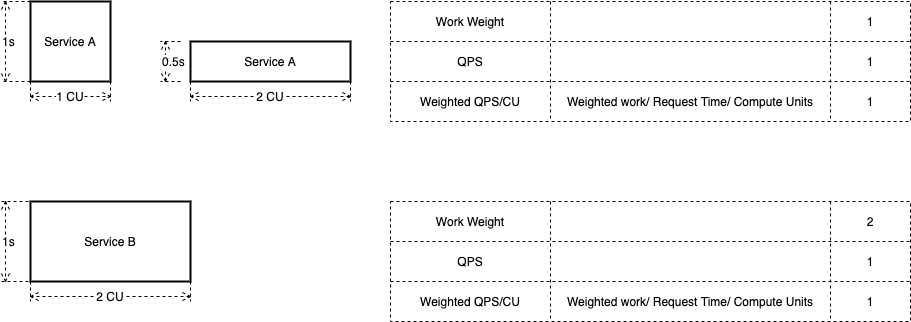 1s
Service A
1 CU
0.5s
Service A
2 CU
Work Weight 1
QPS 1
Weighted QPS/CU Weighted work/ Request Time/ Compute Units 1
1s
Service B
2 CU
Work Weight 2
QPS 1
Weighted QPS/CU Weighted work/ Request Time/ Compute Units 1